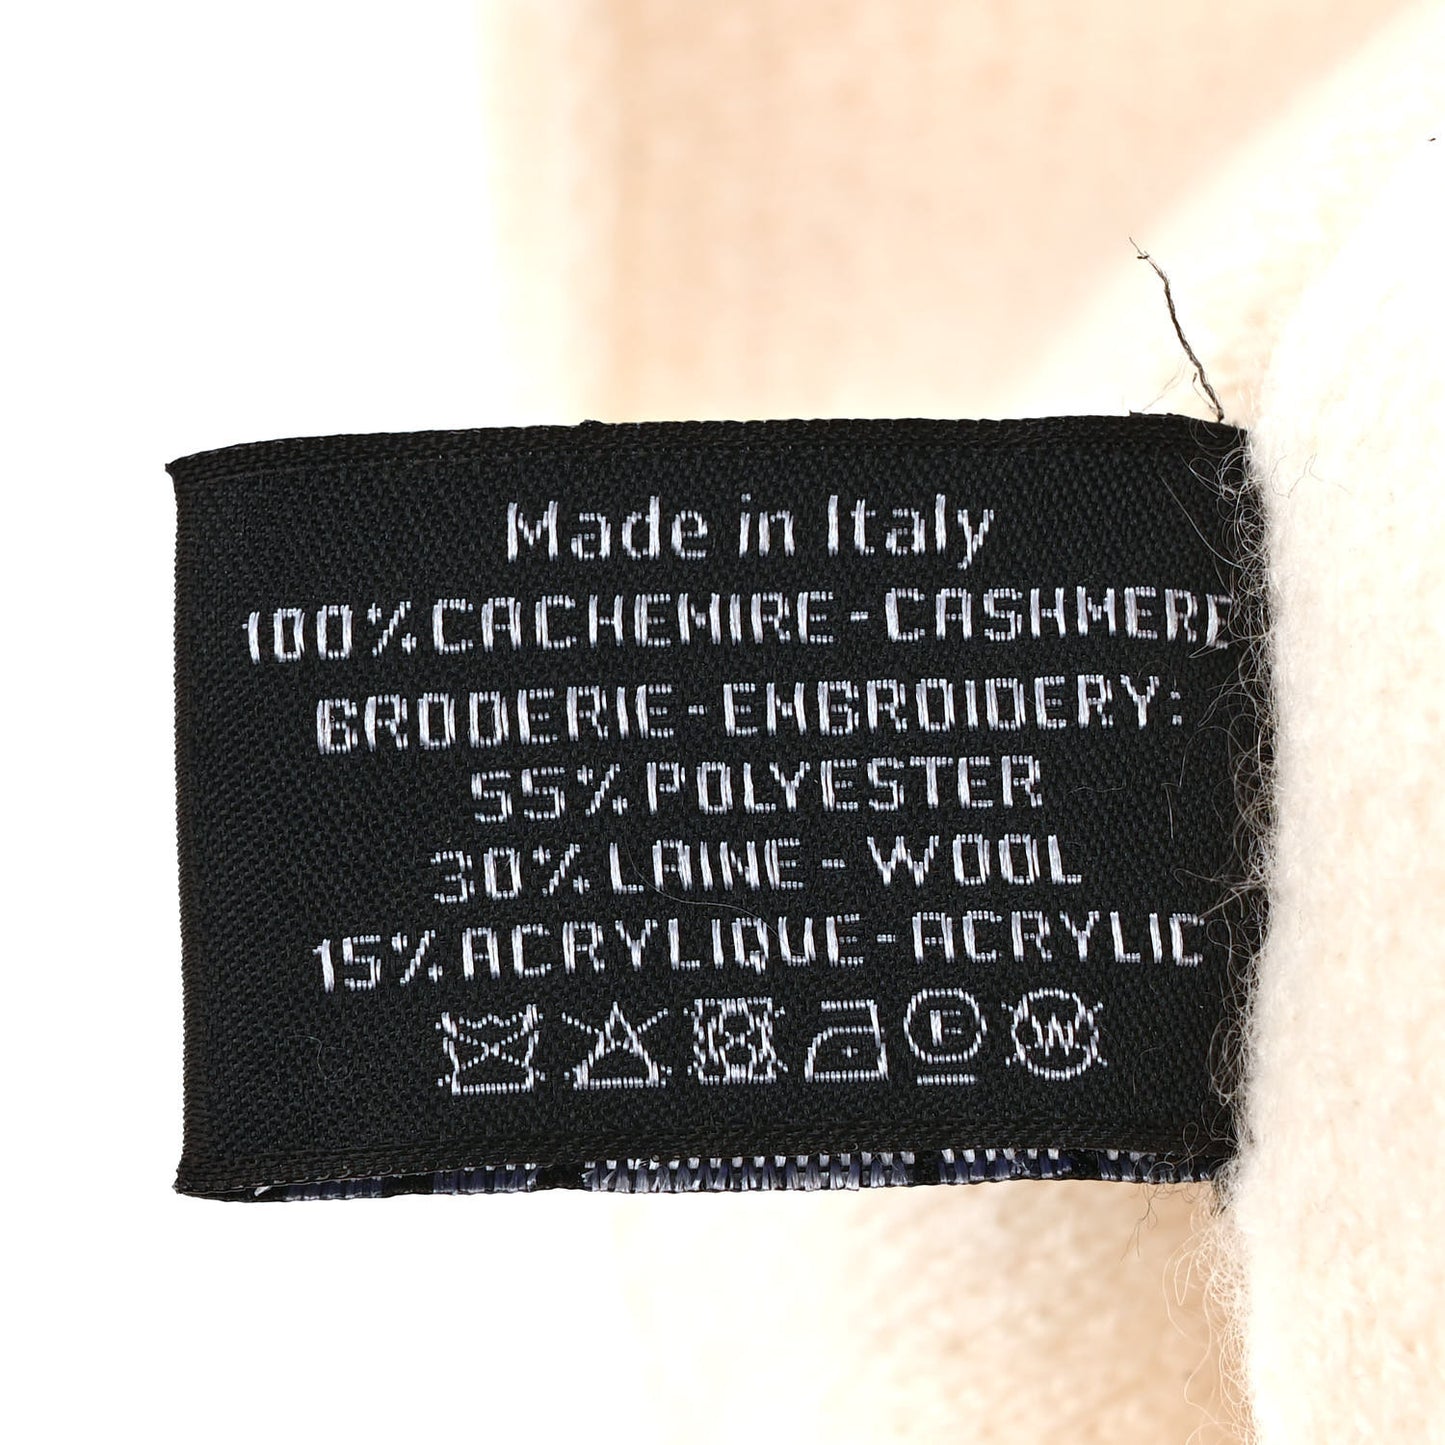 Made in Italy
100% CACHEMIRE - CASHMERE
BRODERIE - EMBROIDERY:
55% POLYESTER
30% LAINE - WOOL
15% ACRYLIQUE - ACRYLIC
E W